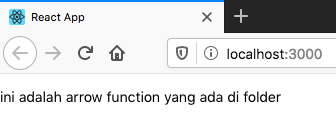 React App
localhost:3000
ini adalah arrow function yang ada di folder